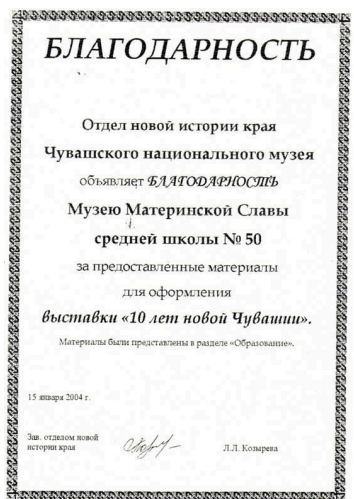 БЛАГОДАРНОСТЬ
Отдел новой истории края
Чувашского национального музея
объявляет БЛАГОДАРНОСТЬ
Музею Материнской Славы
средней школы № 50
за предоставленные материалы
для оформления
выставки «10 лет новой Чувашии».
Материалы были представлены в разделе «Образование».
15 января 2004 г.
Зав. отделом новой
истории края
Л.Л. Козырева